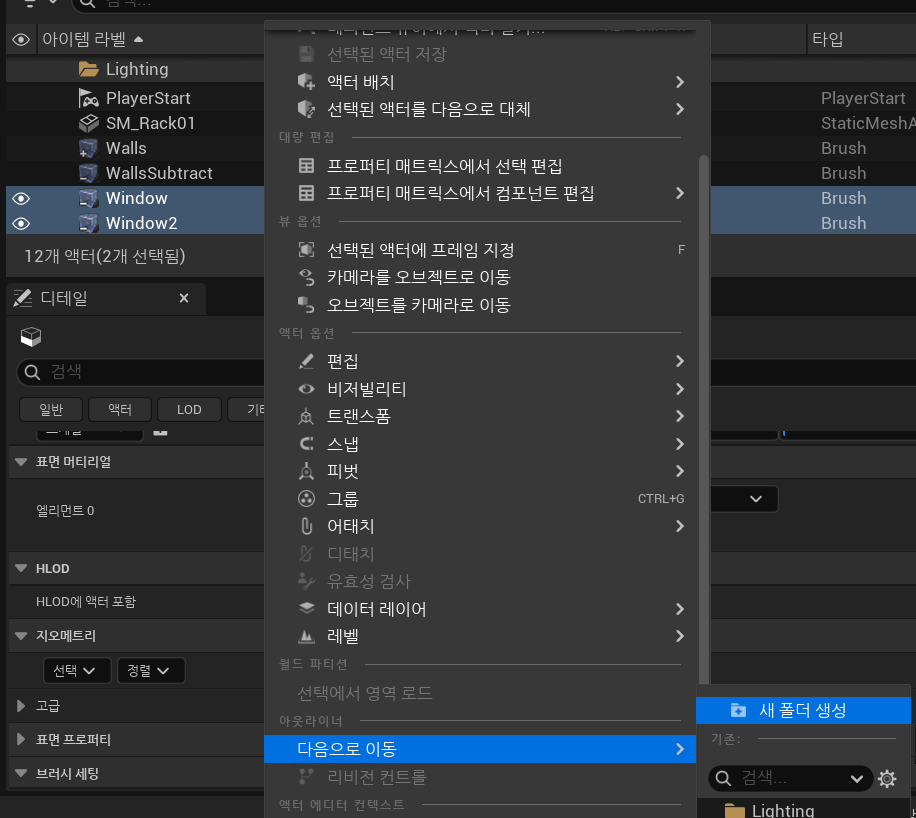 검색...
아이템 라벨
타입
Lighting
PlayerStart
PlayerStart
SM_Rack01
StaticMeshA
Walls
Brush
WallsSubtract
Brush
Window
Brush
Window2
Brush
12개 액터(2개 선택됨)
디테일
검색
일반
액터
LOD
표면 머티리얼
엘리먼트 0
HLOD
HLOD에 액터 포함
지오메트리
선택
정렬
고급
표면 프로퍼티
브러시 세팅
선택된 액터 저장
액터 배치
선택된 액터를 다음으로 대체
대량 편집
프로퍼티 매트릭스에서 선택 편집
프로퍼티 매트릭스에서 컴포넌트 편집
뷰 옵션
선택된 액터에 프레임 지정
F
카메라를 오브젝트로 이동
오브젝트를 카메라로 이동
액터 옵션
편집
비저빌리티
트랜스폼
스냅
피벗
그룹
CTRL+G
어태치
디태치
유효성 검사
데이터 레이어
레벨
월드 파티션
선택에서 영역 로드
아웃라이너
다음으로 이동
리비전 컨트롤
액터 에디터 컨텍스트
새 폴더 생성
기존:
검색...
Lighting